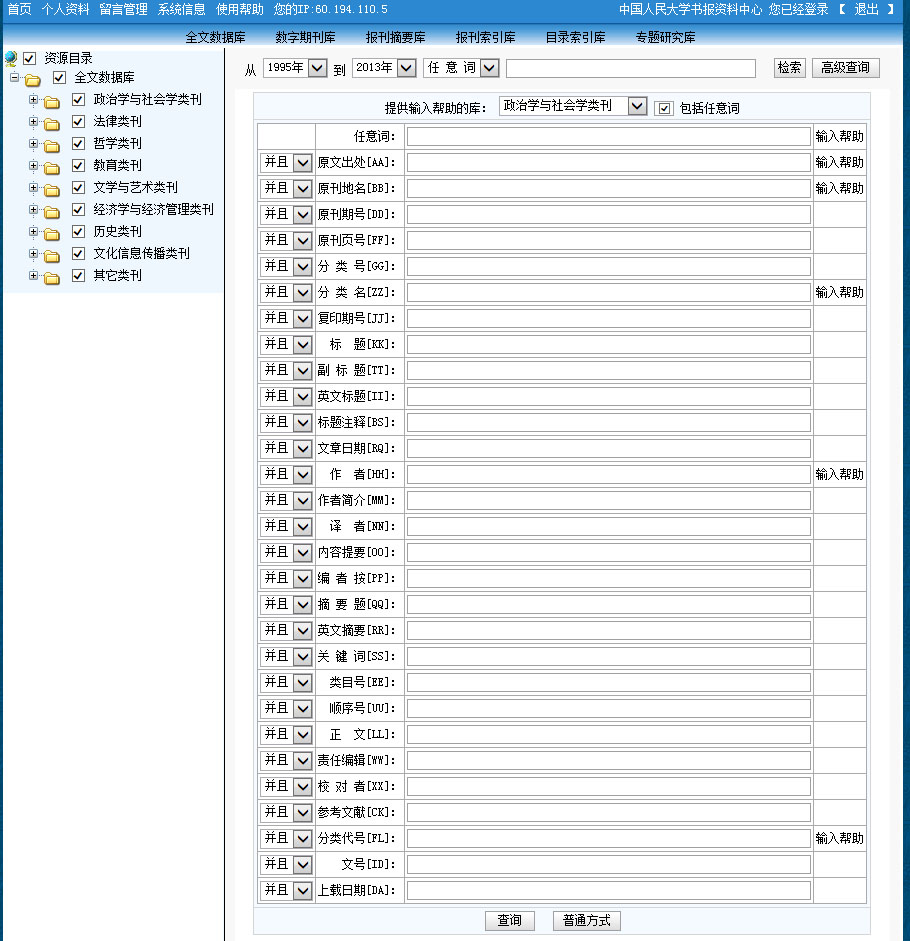 首页 个人资料 留言管理 系统信息 使用帮助 您的IP:60.194.110.5 中国人民大学书报资料中心 您已经登录 【 退出 】
全文数据库 数字期刊库 报刊摘要库 报刊索引库 目录索引库 专题研究库
资源目录
全文数据库
政治学与社会学类刊
法律类刊
哲学类刊
教育类刊
文学与艺术类刊
经济学与经济管理类刊
历史类刊
文化信息传播类刊
其它类刊
从 1995年 到 2013年 任 意 词 检索 高级查询
提供输入帮助的库: 政治学与社会学类刊 包括任意词
任意词: 输入帮助
并且 原文出处[AA]: 输入帮助
并且 原刊地名[BB]: 输入帮助
并且 原刊期号[DD]:
并且 原刊页号[FF]:
并且 分 类 号[GG]:
并且 分 类 名[ZZ]: 输入帮助
并且 复印期号[JJ]:
并且 标 题[KK]:
并且 副 标 题[TT]:
并且 英文标题[II]:
并且 标题注释[BS]:
并且 文章日期[RQ]:
并且 作 者[HH]: 输入帮助
并且 作者简介[MM]:
并且 译 者[NN]:
并且 内容提要[OO]:
并且 编 者 按[PP]:
并且 摘 要 题[QQ]:
并且 英文摘要[RR]:
并且 关 键 词[SS]:
并且 类目号[EE]:
并且 顺序号[UU]:
并且 正 文[LL]:
并且 责任编辑[WW]:
并且 校 对 者[XX]:
并且 参考文献[CK]:
并且 分类代号[FL]: 输入帮助
并且 文号[ID]:
并且 上载日期[DA]:
查询 普通方式